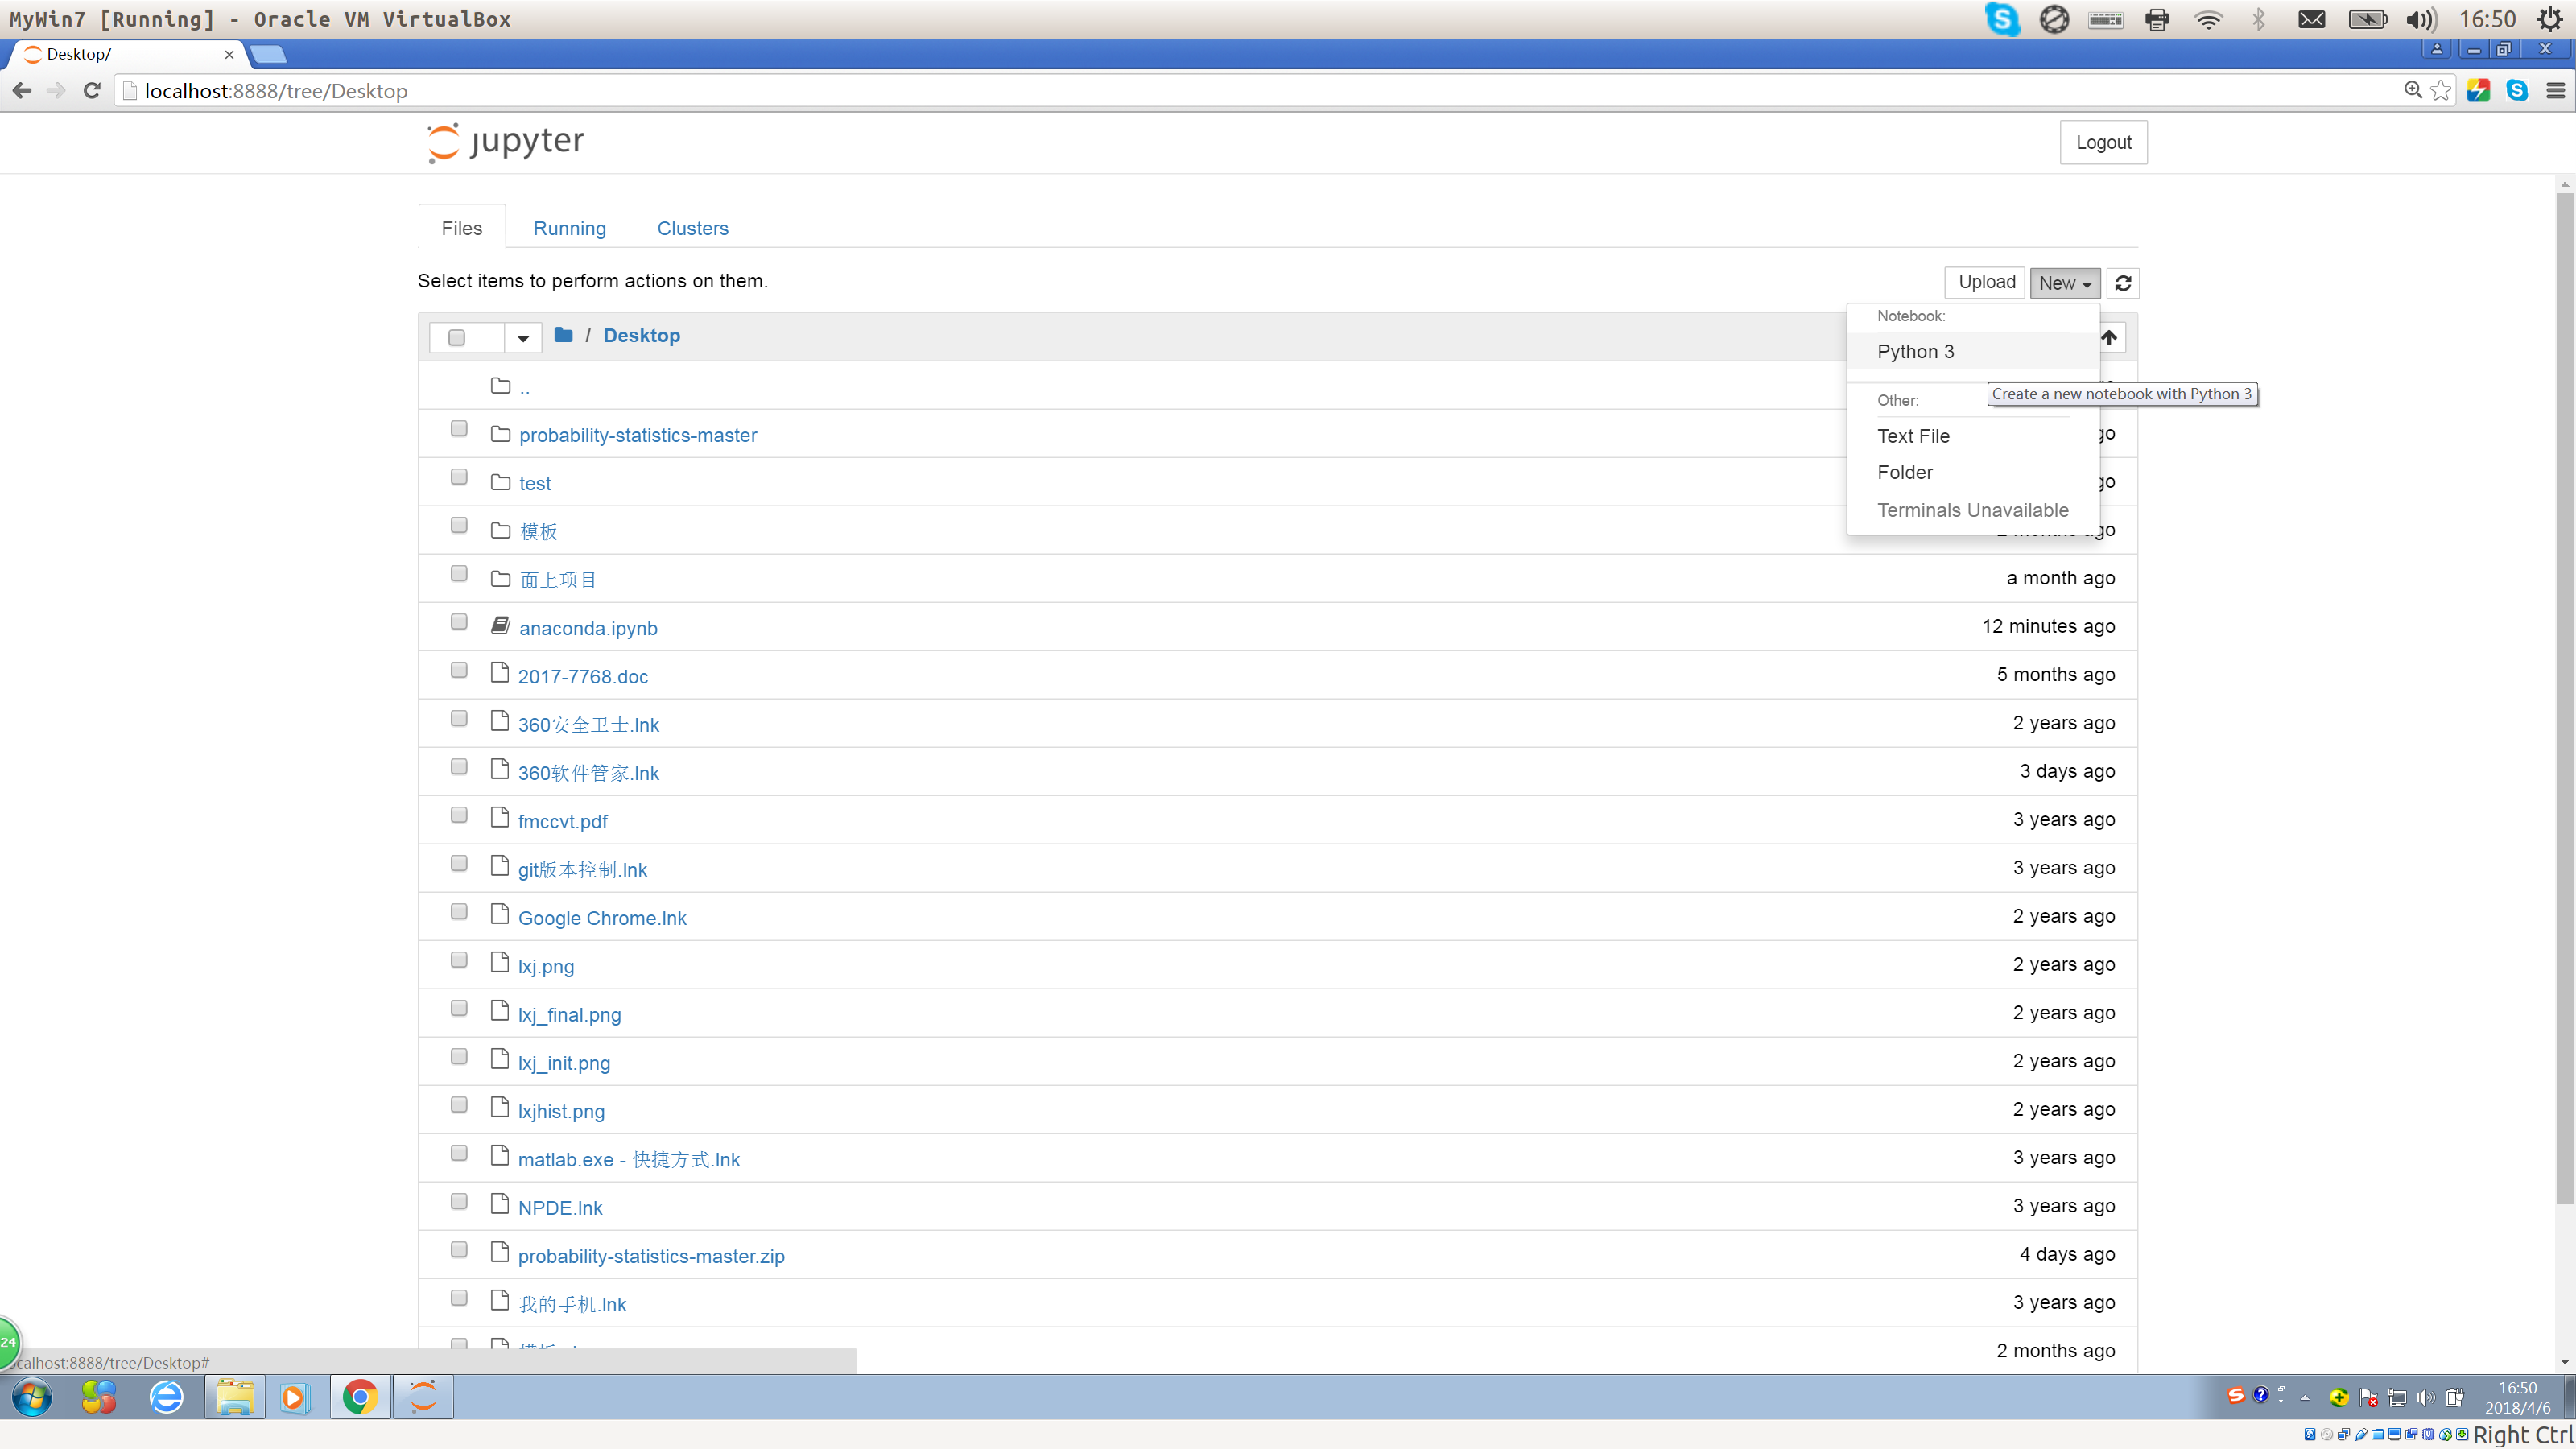 MyWin7 [Running] - Oracle VM VirtualBox
16:50
Desktop/
localhost:8888/tree/Desktop
jupyter
Logout
Files
Running
Clusters
Select items to perform actions on them.
Upload
New
Notebook:
/ Desktop
Python 3
..
Create a new notebook with Python 3
Other:
probability-statistics-master
Text File
Folder
test
Terminals Unavailable
模板
面上项目
a month ago
anaconda.ipynb
12 minutes ago
2017-7768.doc
5 months ago
360安全卫士.lnk
2 years ago
360软件管家.lnk
3 days ago
fmccvt.pdf
3 years ago
git版本控制.lnk
3 years ago
Google Chrome.lnk
2 years ago
lxj.png
2 years ago
lxj_final.png
2 years ago
lxj_init.png
2 years ago
lxjhist.png
2 years ago
matlab.exe - 快捷方式.lnk
3 years ago
NPDE.lnk
3 years ago
probability-statistics-master.zip
4 days ago
我的手机.lnk
3 years ago
24
2 months ago
localhost:8888/tree/Desktop#
16:50
2018/4/6
Right Ctrl